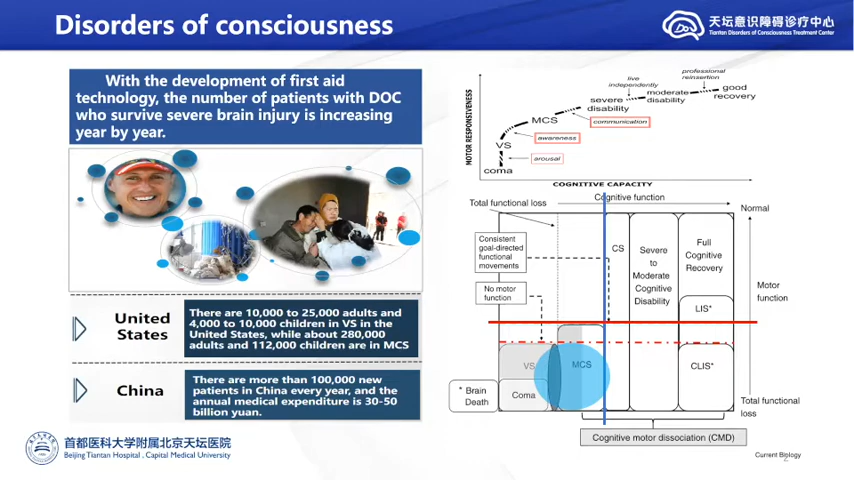 Disorders of consciousness
天坛意识障碍诊疗中心
Tiantan Disorders of Consciousness Treatment Center
With the development of first aid
technology, the number of patients with DOC
who survive severe brain injury is increasing
year by year.
United
States
There are 10,000 to 25,000 adults and
4,000 to 10,000 children in VS in the
United States, while about 280,000
adults and 112,000 children are in MCS
China
There are more than 100,000 new
patients in China every year, and the
annual medical expenditure is 30-50
billion yuan.
MOTOR RESPONSIVENESS
coma
arousal
VS
awareness
MCS
communication
severe
disability
live
independently
moderate
disability
professional
reinsertion
good
recovery
COGNITIVE CAPACITY
Total functional loss
Cognitive function
Normal
Consistent
goal-directed
functional
movements
No motor
function
CS
Severe
to
Moderate
Cognitive
Disability
Full
Cognitive
Recovery
LIS*
Motor
function
VS
MCS
CLIS*
Coma
* Brain
Death
Total functional
loss
Cognitive motor dissociation (CMD)
Current Biology
2
首都医科大学附属北京天坛医院
Beijing Tiantan Hospital , Capital Medical University